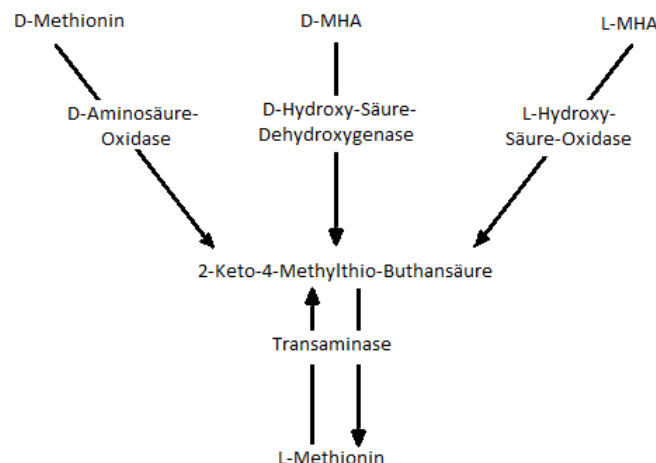 D-Methionin
D-MHA
L-MHA
D-Aminosäure-
Oxidase
D-Hydroxy-Säure-
Dehydroxygenase
L-Hydroxy-
Säure-Oxidase
2-Keto-4-Methylthio-Buthansäure
Transaminase
L-Methionin